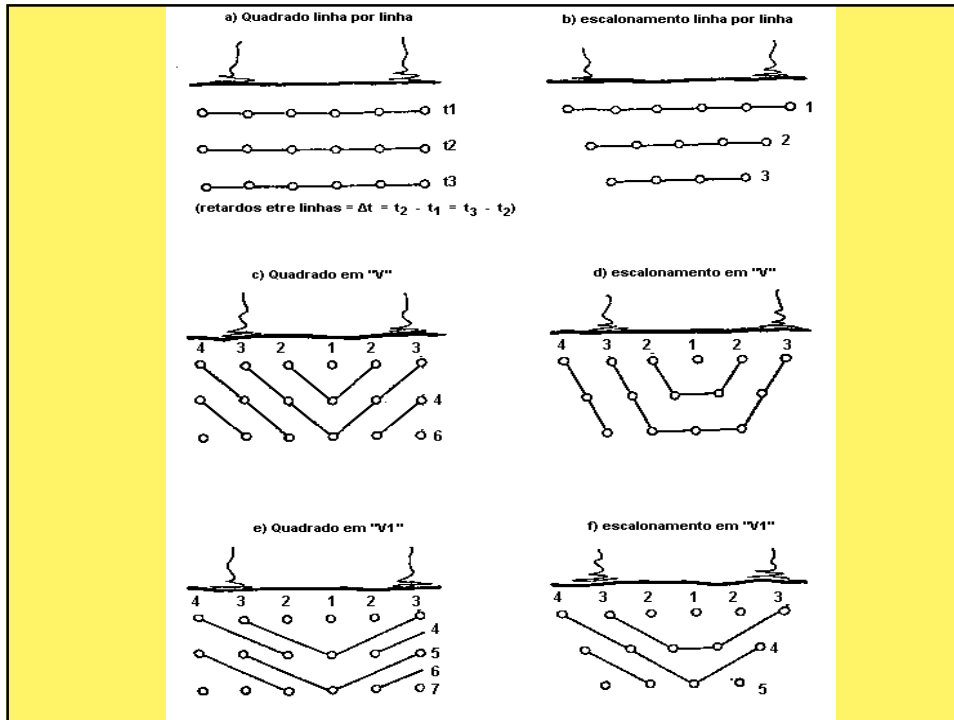 a) Quadrado linha por linha
t1
t2
t3
(retardos etre linhas = Δt = t2 - t1 = t3 - t2)
b) escalonamento linha por linha
1
2
3
c) Quadrado em "V"
4 3 2 1 2 3
4
6
d) escalonamento em "V"
4 3 2 1 2 3
e) Quadrado em "V1"
4 3 2 1 2 3
4
5
6
7
f) escalonamento em "V1"
4 3 2 1 2 3
4
5